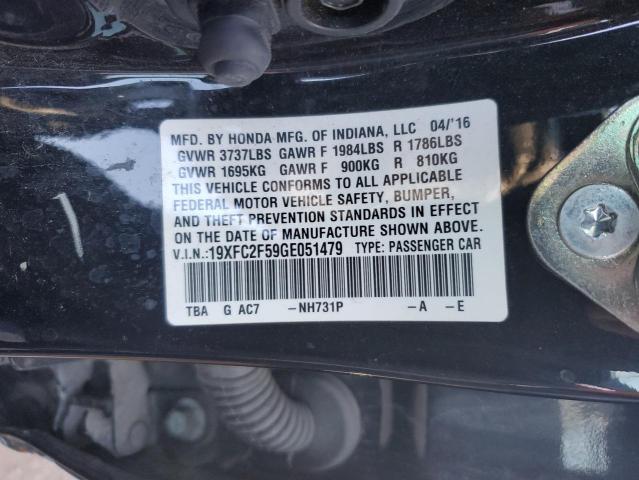 MFD. BY HONDA MFG. OF INDIANA, LLC 04/'16
GVWR 3737LBS GAWR F 1984LBS R 1786LBS
GVWR 1695KG GAWR F 900KG R 810KG
THIS VEHICLE CONFORMS TO ALL APPLICABLE
FEDERAL MOTOR VEHICLE SAFETY, BUMPER,
AND THEFT PREVENTION STANDARDS IN EFFECT
ON THE DATE OF MANUFACTURE SHOWN ABOVE.
V.I.N.:19XFC2F59GE051479 TYPE: PASSENGER CAR
TBA G AC7 -NH731P -A -E